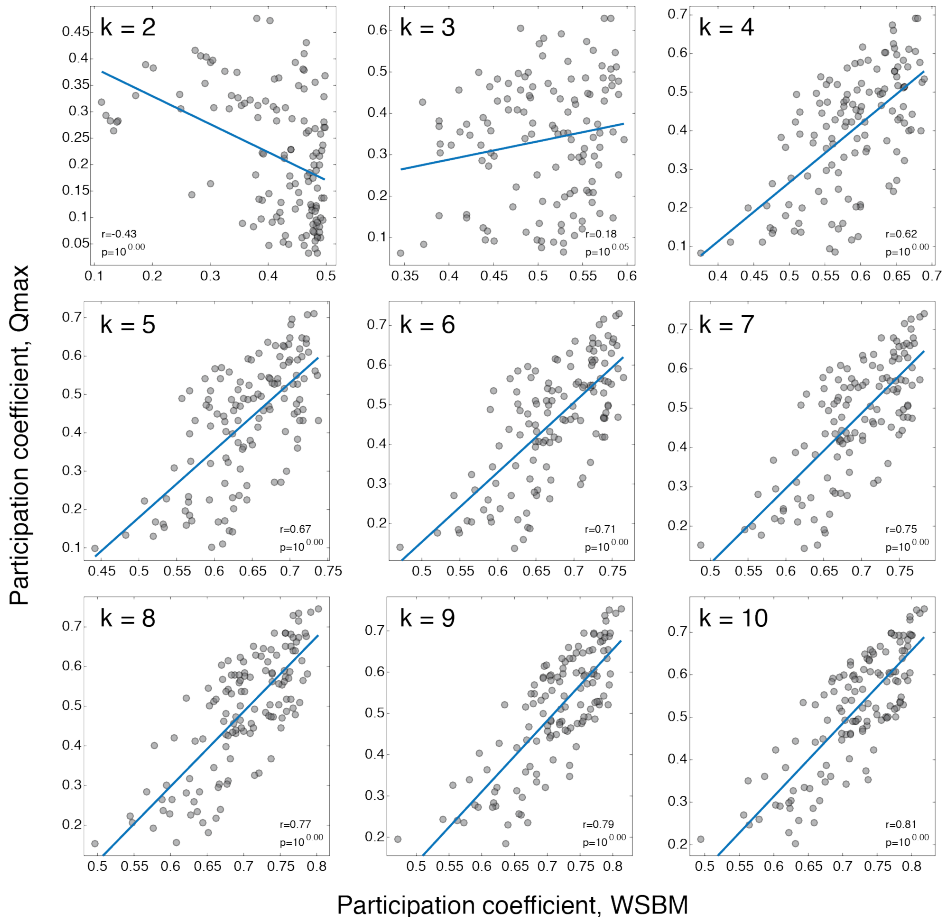 k = 2
0.45
0.4
0.35
0.3
0.25
0.2
0.15
0.1
0.05
r=-0.43
p=10^0.00
0.1 0.2 0.3 0.4 0.5
k = 3
0.6
0.5
0.4
0.3
0.2
0.1
r=0.18
p=10^0.05
0.35 0.4 0.45 0.5 0.55 0.6
k = 4
0.7
0.6
0.5
0.4
0.3
0.2
0.1
r=0.62
p=10^0.00
0.4 0.45 0.5 0.55 0.6 0.65 0.7
Participation coefficient, Qmax
k = 5
0.7
0.6
0.5
0.4
0.3
0.2
0.1
r=0.67
p=10^0.00
0.45 0.5 0.55 0.6 0.65 0.7 0.75
k = 6
0.7
0.6
0.5
0.4
0.3
0.2
r=0.71
p=10^0.00
0.5 0.55 0.6 0.65 0.7 0.75
k = 7
0.7
0.6
0.5
0.4
0.3
0.2
r=0.75
p=10^0.00
0.5 0.55 0.6 0.65 0.7 0.75
k = 8
0.7
0.6
0.5
0.4
0.3
0.2
r=0.77
p=10^0.00
0.5 0.55 0.6 0.65 0.7 0.75 0.8
k = 9
0.7
0.6
0.5
0.4
0.3
0.2
r=0.79
p=10^0.00
0.5 0.55 0.6 0.65 0.7 0.75 0.8
k = 10
0.7
0.6
0.5
0.4
0.3
0.2
r=0.81
p=10^0.00
0.5 0.55 0.6 0.65 0.7 0.75 0.8
Participation coefficient, WSBM